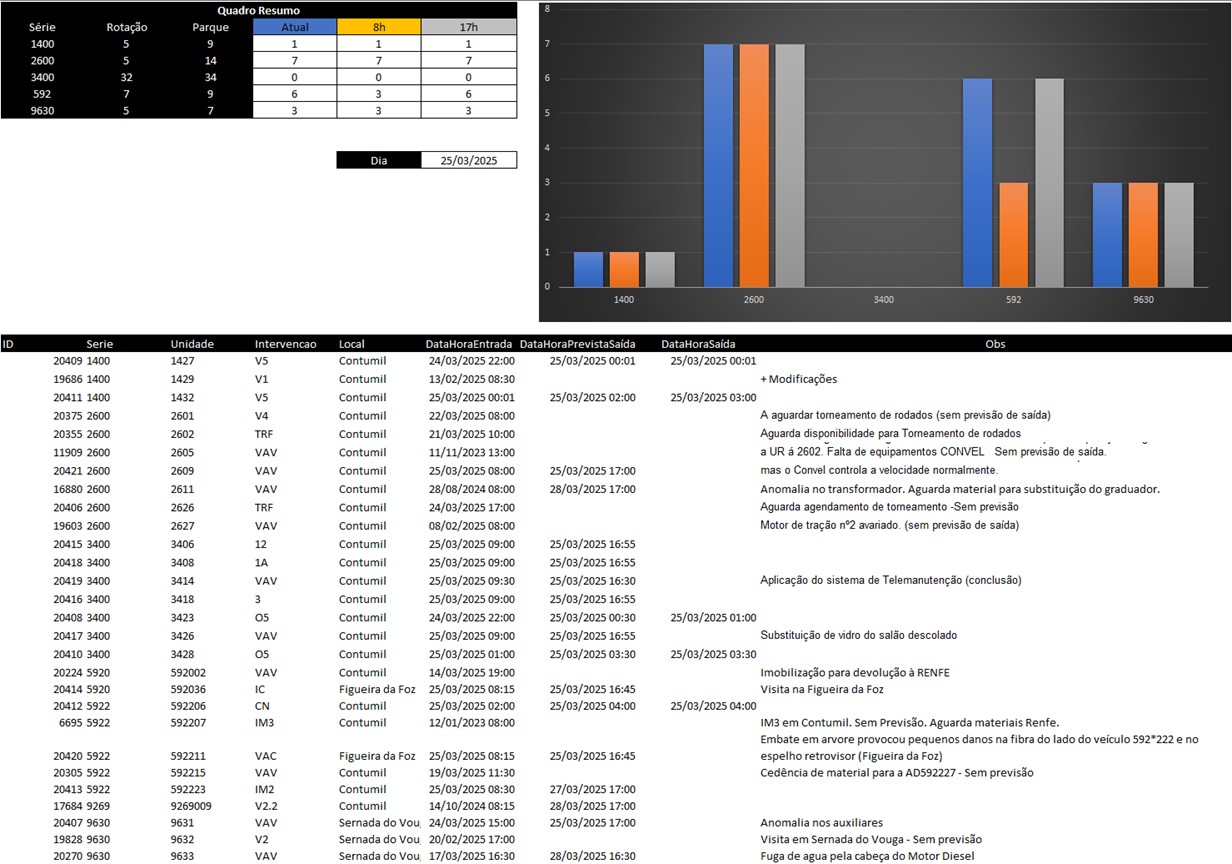 Quadro Resumo
Série Rotação Parque Atual 8h 17h
1400 5 9 1 1 1
2600 5 14 7 7 7
3400 32 34 0 0 0
592 7 9 6 3 6
9630 5 7 3 3 3
Dia 25/03/2025
8
7
6
5
4
3
2
1
0
1400 2600 3400 592 9630
ID Serie Unidade Intervencao Local DataHoraEntrada DataHoraPrevistaSaída DataHoraSaída Obs
20409 1400 1427 V5 Contumil 24/03/2025 22:00 25/03/2025 00:01 25/03/2025 00:01
19686 1400 1429 V1 Contumil 13/02/2025 08:30 + Modificações
20411 1400 1432 V5 Contumil 25/03/2025 00:01 25/03/2025 02:00 25/03/2025 03:00
20375 2600 2601 V4 Contumil 22/03/2025 08:00 A aguardar torneamento de rodados (sem previsão de saída)
20355 2600 2602 TRF Contumil 21/03/2025 10:00 Aguarda disponibilidade para Torneamento de rodados
11909 2600 2605 VAV Contumil 11/11/2023 13:00 a UR á 2602. Falta de equipamentos CONVEL Sem previsão de saída.
20421 2600 2609 VAV Contumil 25/03/2025 08:00 25/03/2025 17:00 mas o Convel controla a velocidade normalmente.
16880 2600 2611 VAV Contumil 28/08/2024 08:00 28/03/2025 17:00 Anomalia no transformador. Aguarda material para substituição do graduador.
20406 2600 2626 TRF Contumil 24/03/2025 17:00 Aguarda agendamento de torneamento -Sem previsão
19603 2600 2627 VAV Contumil 08/02/2025 08:00 Motor de tração nº2 avariado. (sem previsão de saída)
20415 3400 3406 12 Contumil 25/03/2025 09:00 25/03/2025 16:55
20418 3400 3408 1A Contumil 25/03/2025 09:00 25/03/2025 16:55
20419 3400 3414 VAV Contumil 25/03/2025 09:30 25/03/2025 16:30 Aplicação do sistema de Telemanutenção (conclusão)
20416 3400 3418 3 Contumil 25/03/2025 09:00 25/03/2025 16:55
20408 3400 3423 O5 Contumil 24/03/2025 22:00 25/03/2025 00:30 25/03/2025 01:00
20417 3400 3426 VAV Contumil 25/03/2025 09:00 25/03/2025 16:55 Substituição de vidro do salão descolado
20410 3400 3428 O5 Contumil 25/03/2025 01:00 25/03/2025 03:30 25/03/2025 03:30
20224 5920 592002 VAV Contumil 14/03/2025 19:00 Imobilização para devolução à RENFE
20414 5920 592036 IC Figueira da Foz 25/03/2025 08:15 25/03/2025 16:45 Visita na Figueira da Foz
20412 5922 592206 CN Contumil 25/03/2025 02:00 25/03/2025 04:00 25/03/2025 04:00
6695 5922 592207 IM3 Contumil 12/01/2023 08:00 IM3 em Contumil. Sem Previsão. Aguarda materiais Renfe.
Embate em arvore provocou pequenos danos na fibra do lado do veículo 592*222 e no
20420 5922 592211 VAC Figueira da Foz 25/03/2025 08:15 25/03/2025 16:45 espelho retrovisor (Figueira da Foz)
20305 5922 592215 VAV Contumil 19/03/2025 11:30 Cedência de material para a AD592227 - Sem previsão
20413 5922 592223 IM2 Contumil 25/03/2025 08:30 27/03/2025 17:00
17684 9269 9269009 V2.2 Contumil 14/10/2024 08:15 28/03/2025 17:00
20407 9630 9631 VAV Sernada do Vou 24/03/2025 15:00 25/03/2025 17:00 Anomalia nos auxiliares
19828 9630 9632 V2 Sernada do Vou 20/02/2025 17:00 Visita em Sernada do Vouga - Sem previsão
20270 9630 9633 VAV Sernada do Vou 17/03/2025 16:30 28/03/2025 16:30 Fuga de agua pela cabeça do Motor Diesel